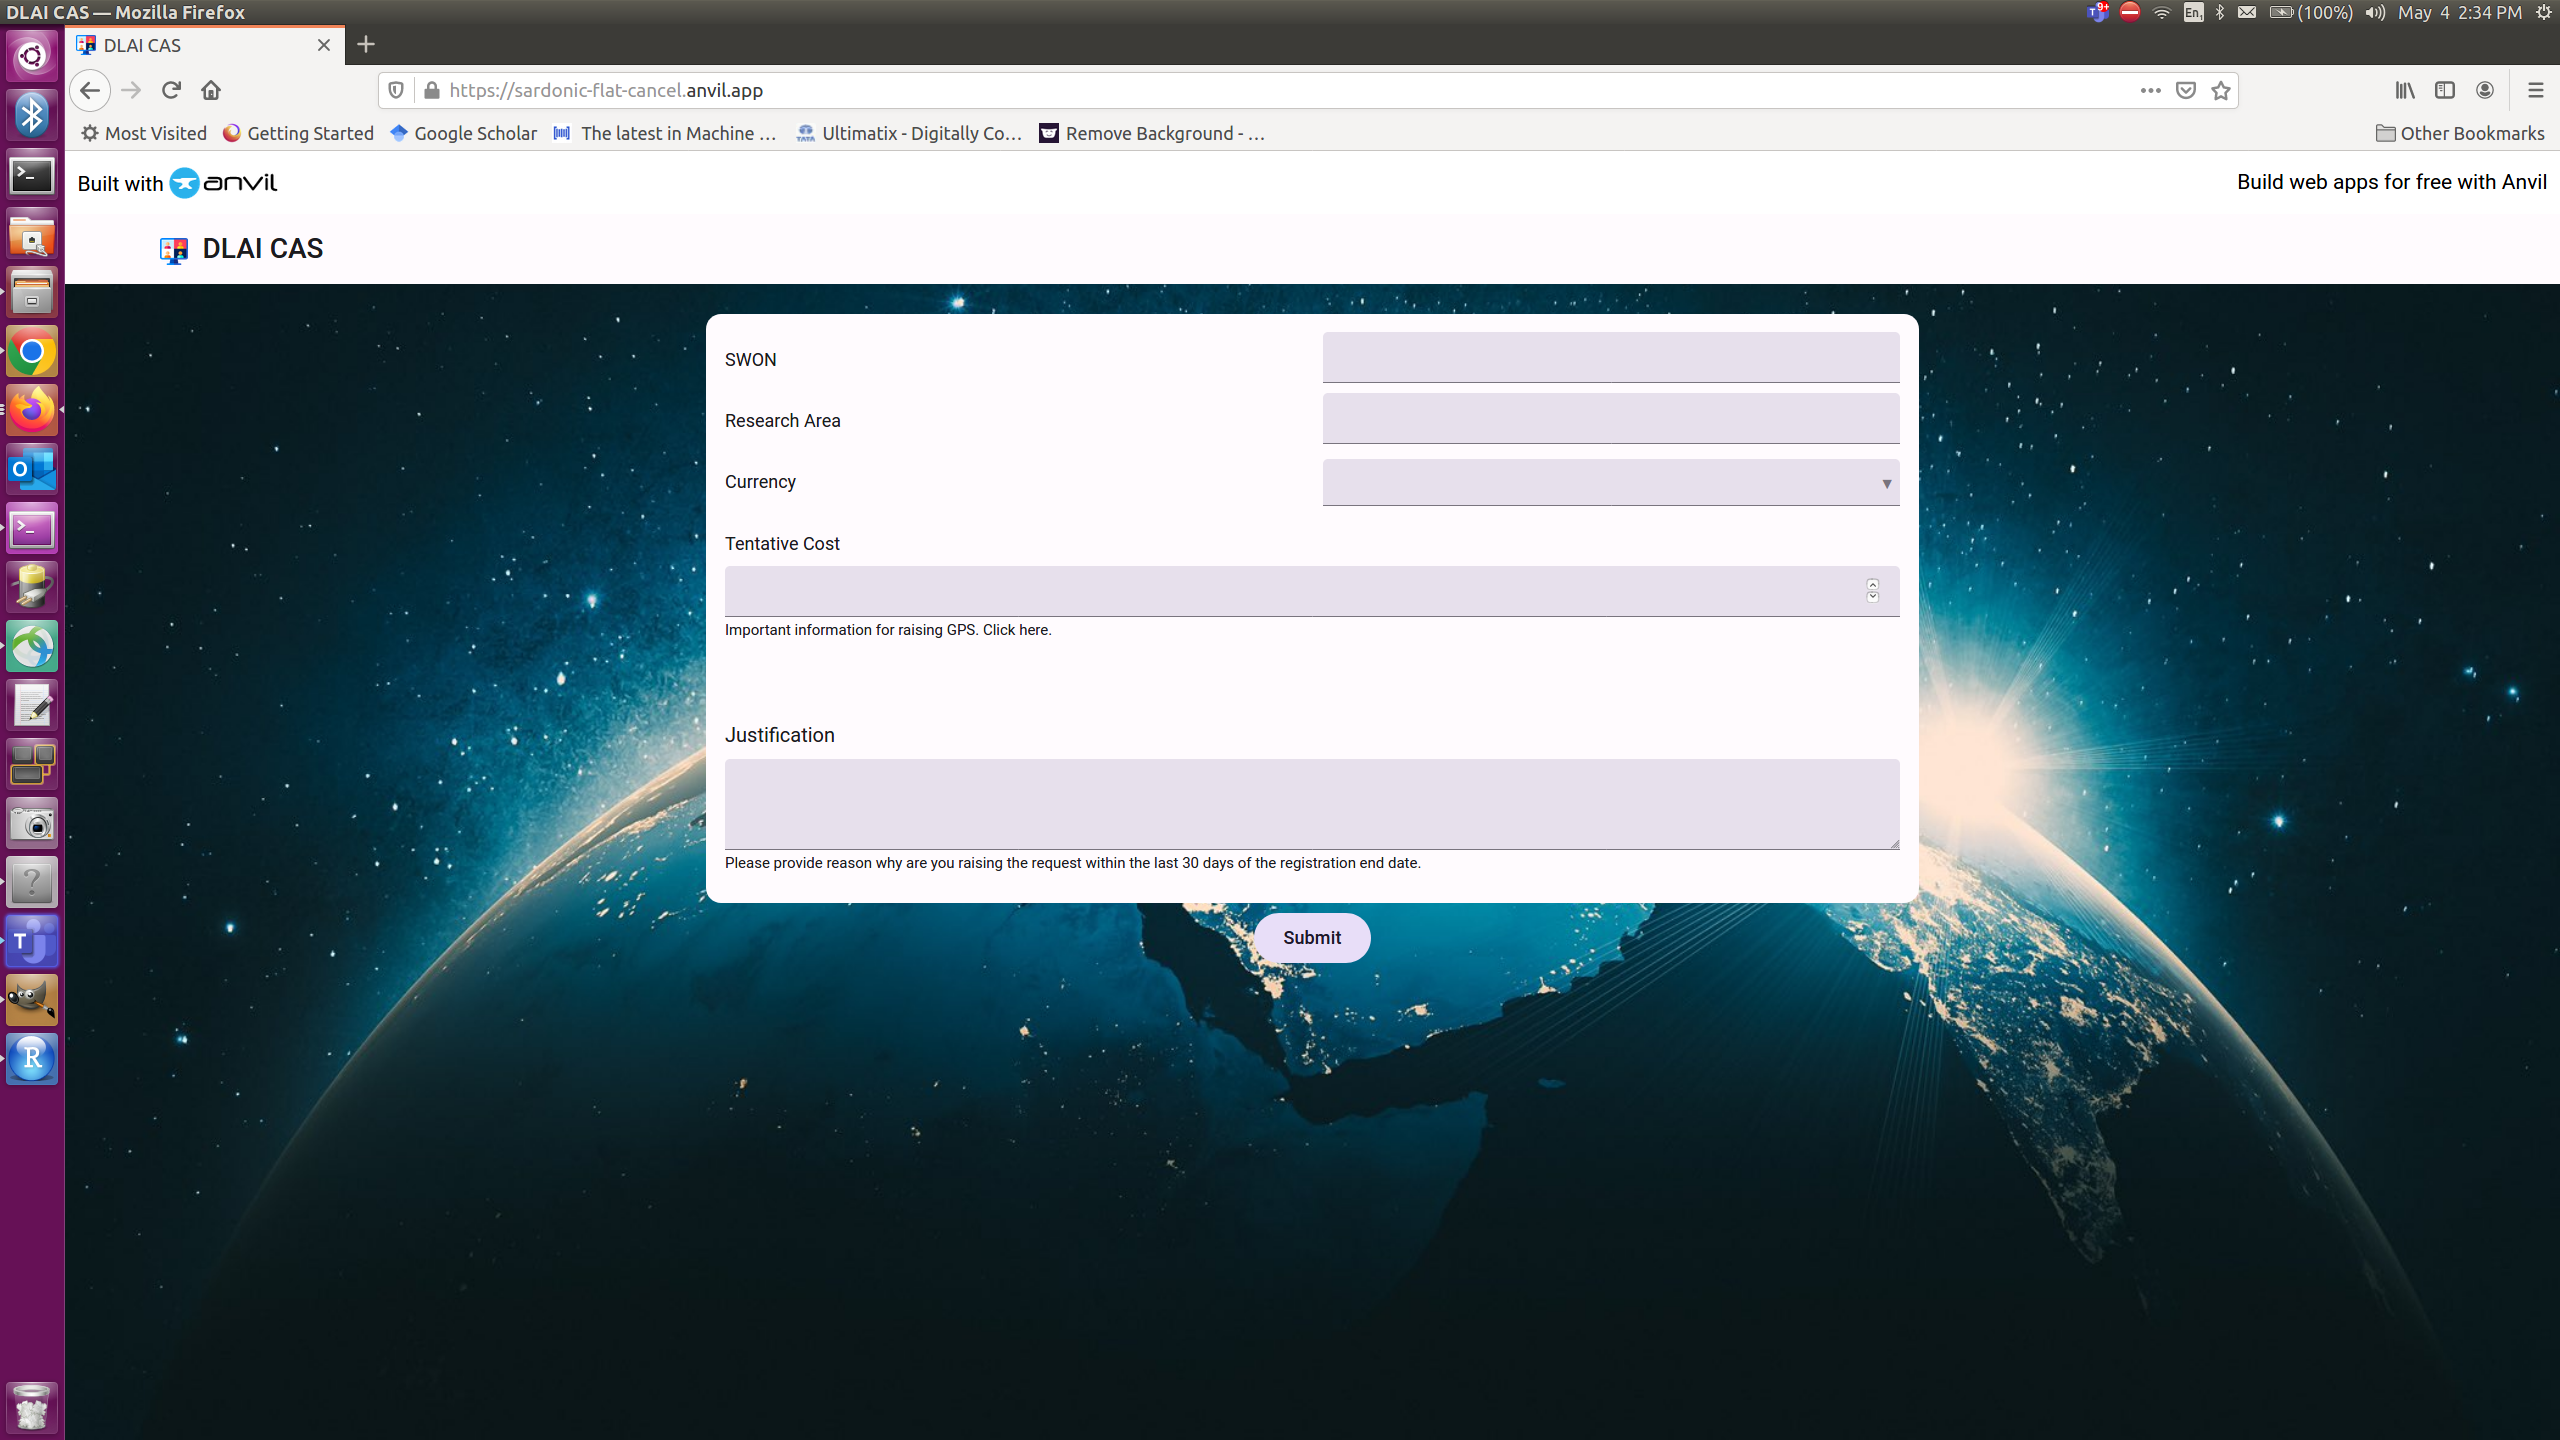 DLAI CAS — Mozilla Firefox
9+
En1
(100%)
May 4 2:34 PM
DLAI CAS
https://sardonic-flat-cancel.anvil.app
Most Visited
Getting Started
Google Scholar
The latest in Machine …
TATA
Ultimatix - Digitally Co…
Remove Background - …
Other Bookmarks
Built with anvil
Build web apps for free with Anvil
DLAI CAS
SWON
Research Area
Currency
Tentative Cost
Important information for raising GPS. Click here.
Justification
Please provide reason why are you raising the request within the last 30 days of the registration end date.
Submit